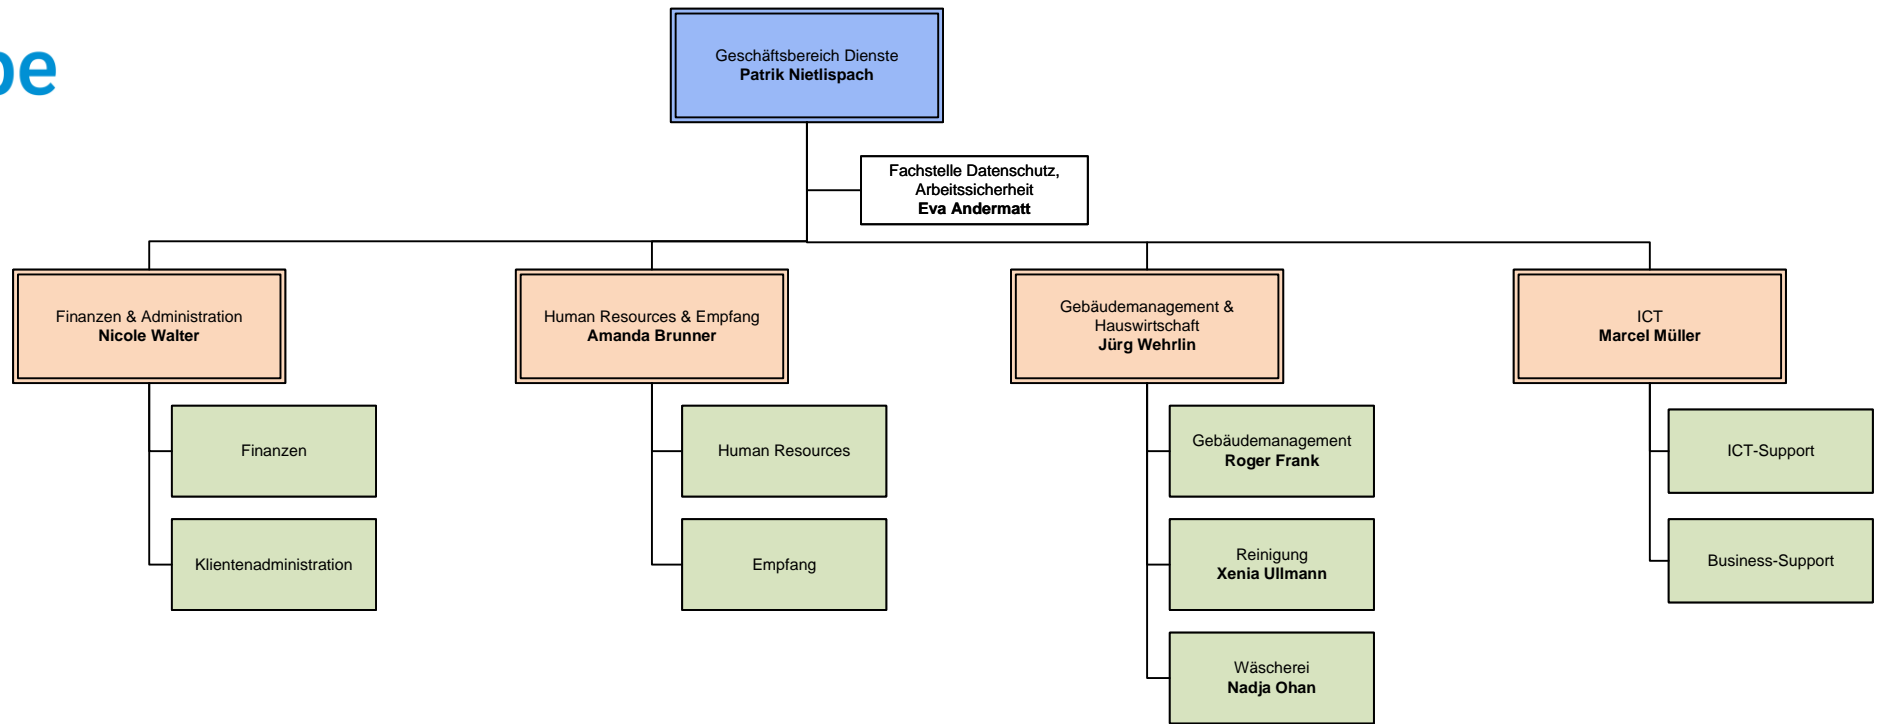 be
Geschäftsbereich Dienste
Patrik Nietlispach
Fachstelle Datenschutz,
Arbeitssicherheit
Eva Andermatt
Finanzen & Administration
Nicole Walter
Human Resources & Empfang
Amanda Brunner
Gebäudemanagement &
Hauswirtschaft
Jürg Wehrlin
ICT
Marcel Müller
Finanzen
Human Resources
Gebäudemanagement
Roger Frank
ICT-Support
Klientenadministration
Empfang
Reinigung
Xenia Ullmann
Business-Support
Wäscherei
Nadja Ohan